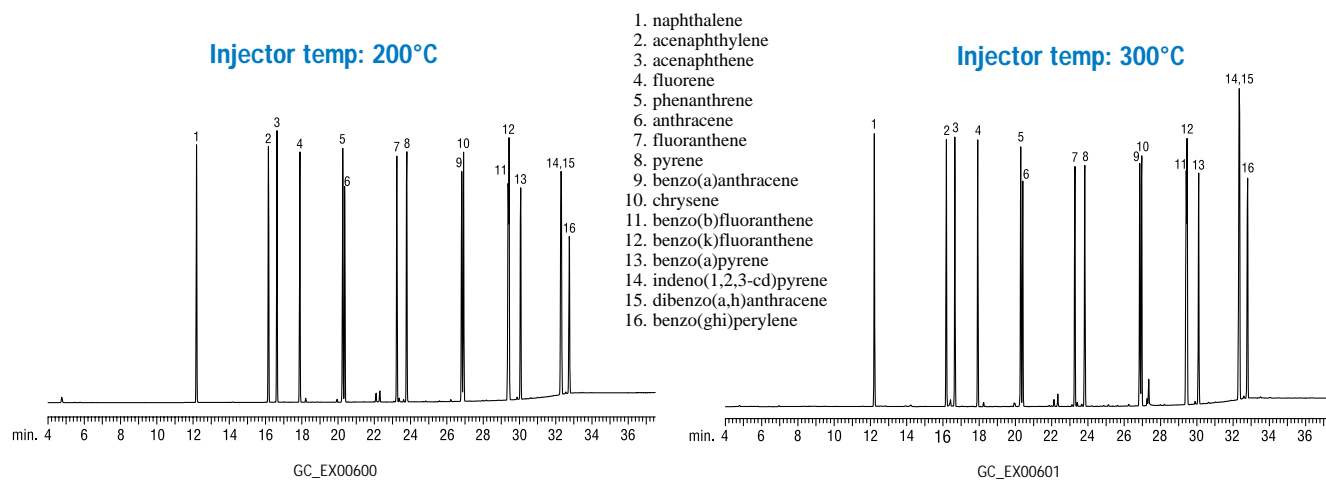 Injector temp: 200°C
1
2
3
4
5
6
7
8
9
10
11
12
13
14,15
16
min. 4 6 8 10 12 14 16 18 20 22 24 26 28 30 32 34 36
GC_EX00600
1. naphthalene
2. acenaphthylene
3. acenaphthene
4. fluorene
5. phenanthrene
6. anthracene
7. fluoranthene
8. pyrene
9. benzo(a)anthracene
10. chrysene
11. benzo(b)fluoranthene
12. benzo(k)fluoranthene
13. benzo(a)pyrene
14. indeno(1,2,3-cd)pyrene
15. dibenzo(a,h)anthracene
16. benzo(ghi)perylene
Injector temp: 300°C
1
2 3
4
5
6
7 8
9
10
11
12
13
14,15
16
min. 4 6 8 10 12 14 16 18 20 22 24 26 28 30 32 34 36
GC_EX00601